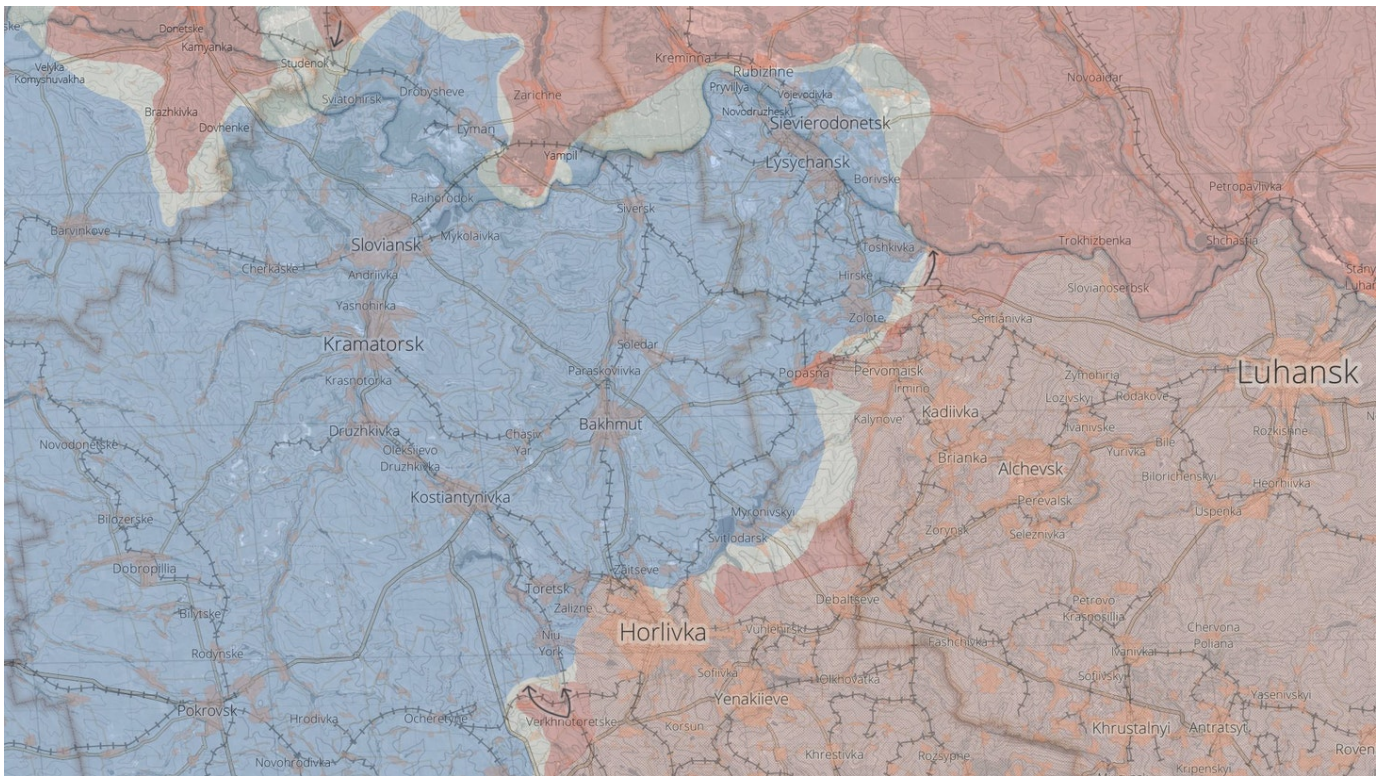 Donetske
Kamyanka
Studenok
Velyka
Komyshuvakha
Brazhkivka
Dovhenke
Sviatohirsk
Drobysheve
Zarichne
Lyman
Yampil
Kreminna
Rubizhne
Pryvillya
Vojevodivka
Novodruzhesk
Sievierodonetsk
Lysychansk
Borivske
Novoaidar
Petropavlivka
Raihorodok
Siversk
Barvinkove
Sloviansk
Mykolaivka
Toshkivka
Trokhizbenka
Shchastia
Cherkaske
Andriivka
Hirske
Slovianoserbsk
Yasnohirka
Zolote
Sentianivka
Kramatorsk
Soledar
Paraskoviivka
Popasna
Pervomaisk
Luhansk
Krasnotorka
Irmino
Zymohiria
Lozivskyi
Rodakove
Kadiivka
Kalynove
Ivanivske
Bakhmut
Druzhkivka
Chasiv
Yar
Oleksiievo
Druzhkivka
Rozkishne
Novodonetske
Bile
Yurivka
Brianka
Alchevsk
Bilorichenskyi
Heorhiivka
Kostiantynivka
Perevalsk
Uspenka
Bilozerske
Myronivskyi
Zorynsk
Seleznivka
Svitlodarsk
Dobropillia
Zaitseve
Toretsk
Zalizne
Debaltseve
Petrovo
Krasnosillia
Bilytske
Horlivka
Vuhlehirsk
Chervona
Poliana
Niu
York
Fashchivka
Ivanivka
Rodynske
Sofiivka
Olkhovatka
Sofiivskyi
Yasenivskyi
Yenakiieve
Pokrovsk
Hrodivka
Ocheretyne
Verkhnotoretske
Korsun
Khrustalnyi
Antratsyt
Novohrodivka
Khrestivka
Rozsypne
Kripenskyi